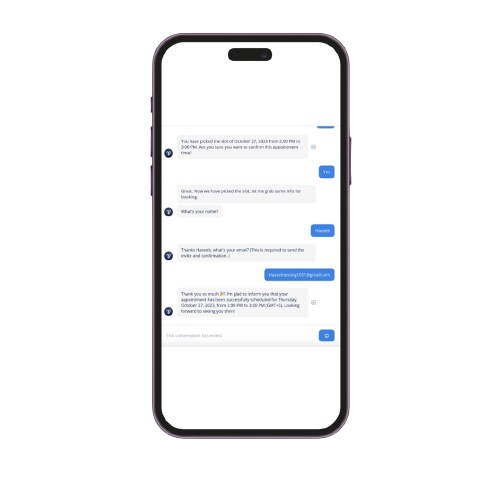 You have picked the slot of October 27, 2023 from 2:00 PM to
3:00 PM. Are you sure you want to confirm this appointment
time?
Yes
Great. Now we have picked the slot, let me grab some info for
booking.
What's your name?
Haseeb
Thanks Haseeb, what's your email? (This is required to send the
invite and confirmation.)
Thank you so much 🎉 I'm glad to inform you that your
appointment has been successfully scheduled for Thursday,
October 27, 2023, from 2:00 PM to 3:00 PM (GMT+5). Looking
forward to seeing you then!
This conversation has ended